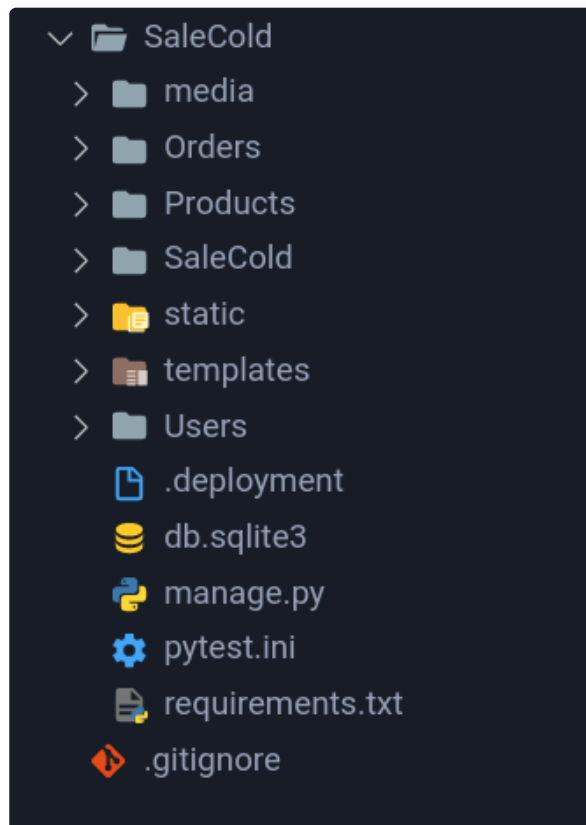 SaleCold
media
Orders
Products
SaleCold
static
templates
Users
.deployment
db.sqlite3
manage.py
pytest.ini
requirements.txt
.gitignore